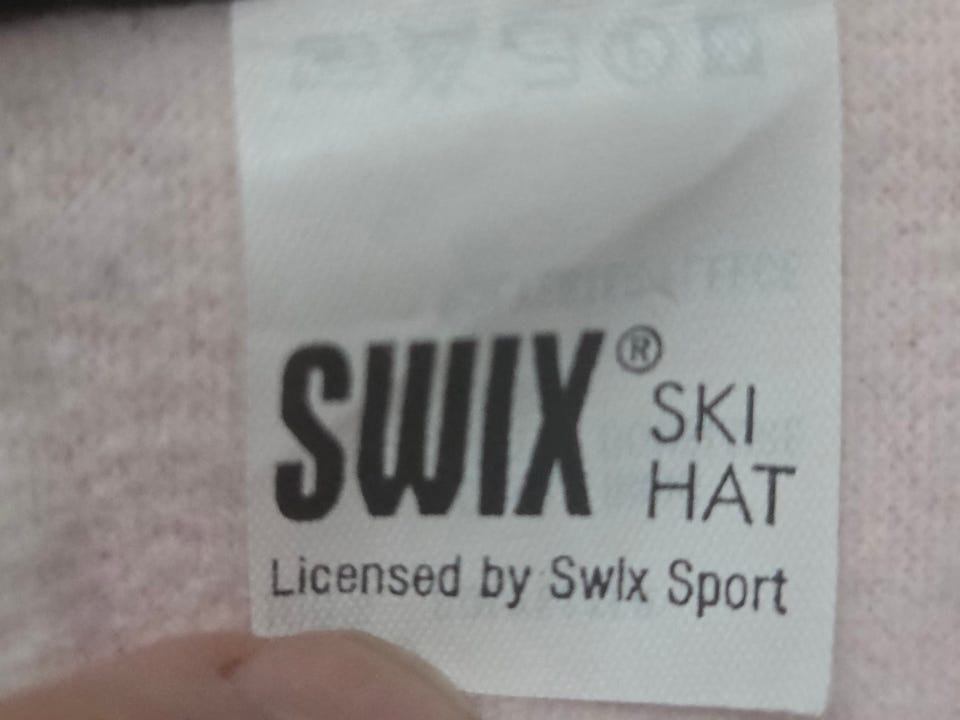 SWIX® SKI
HAT
Licensed by Swix Sport